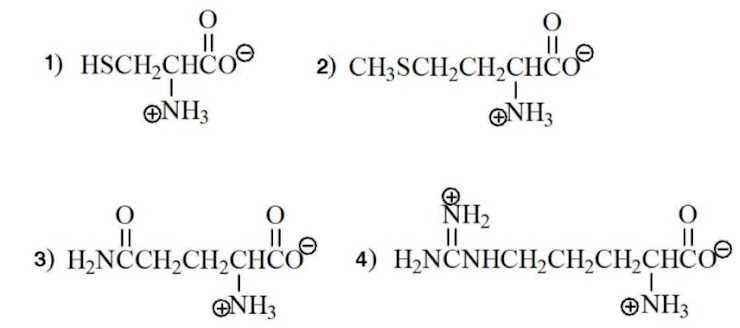 O O
1) HSCH₂CHCO⊖ 2) CH₃SCH₂CH₂CHCO⊖
⊕NH₃ ⊕NH₃
O O ⊕NH₂ O
3) H₂NCCH₂CH₂CHCO⊖ 4) H₂NCNHCH₂CH₂CH₂CHCO⊖
⊕NH₃ ⊕NH₃